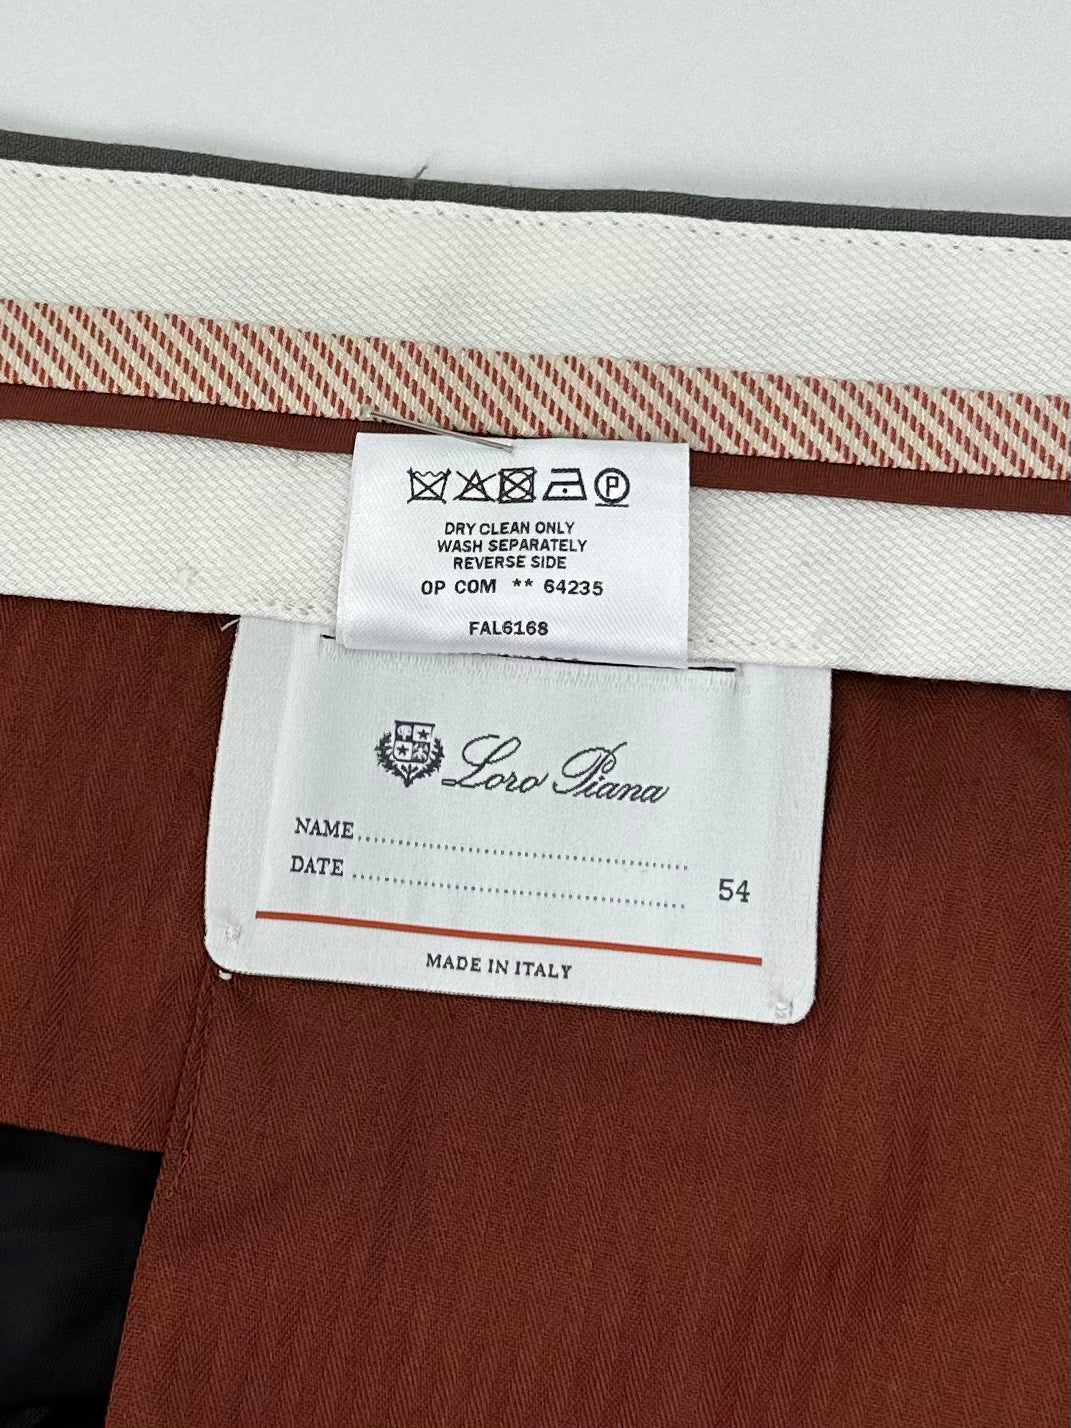 P
DRY CLEAN ONLY
WASH SEPARATELY
REVERSE SIDE
OP COM ** 64235
FAL6168
Loro Piana
NAME
DATE
54
MADE IN ITALY